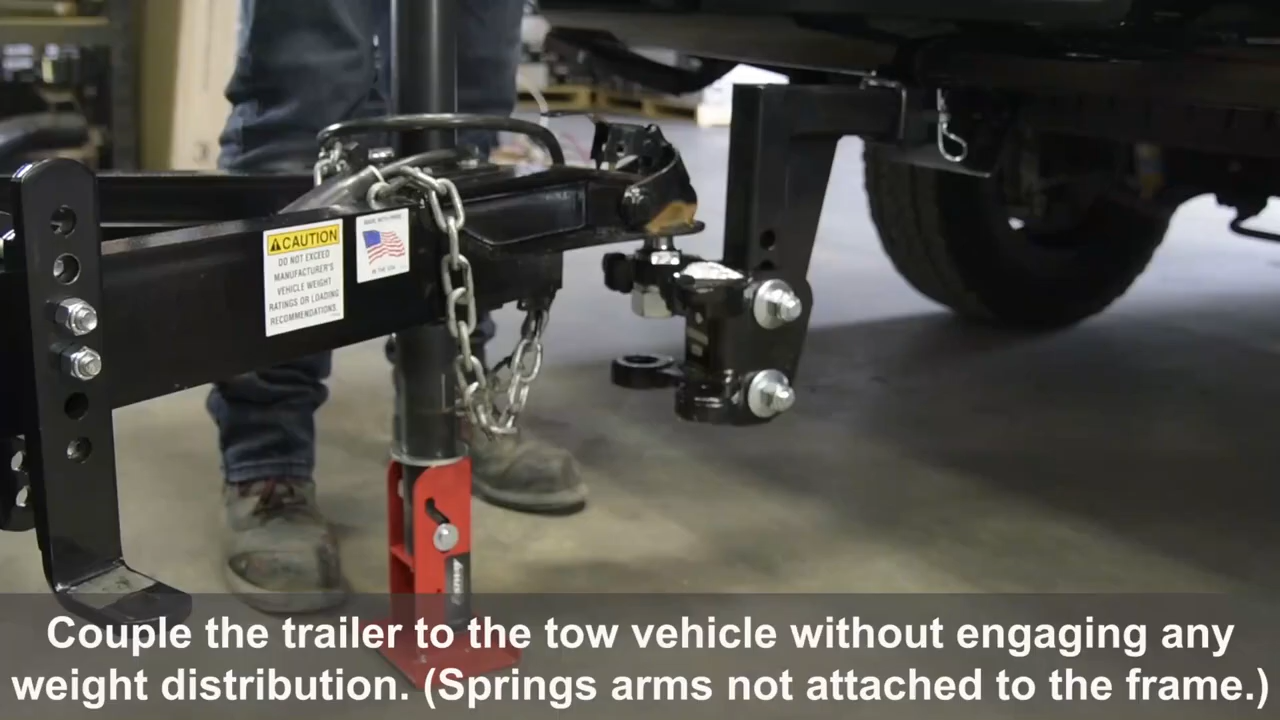 CAUTION
DO NOT EXCEED
MANUFACTURER'S
VEHICLE WEIGHT
RATINGS OR LOADING
RECOMMENDATIONS.
MADE WITH PRIDE
IN THE USA
Couple the trailer to the tow vehicle without engaging any
weight distribution. (Springs arms not attached to the frame.)